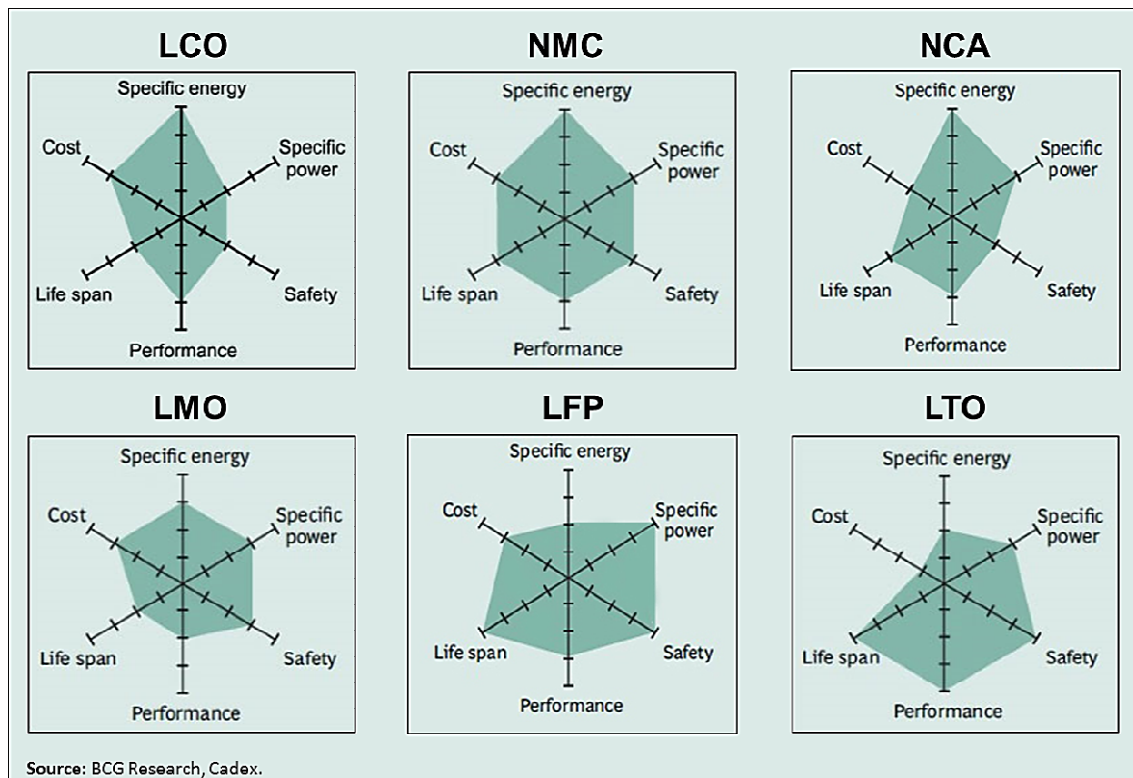 LCO
NMC
NCA
Specific energy
Cost
Specific
power
Life span
Safety
Performance
Specific energy
Cost
Specific
power
Life span
Safety
Performance
Specific energy
Cost
Specific
power
Life span
Safety
Performance
LMO
LFP
LTO
Specific energy
Cost
Specific
power
Life span
Safety
Performance
Specific energy
Cost
Specific
power
Life span
Safety
Performance
Specific energy
Cost
Specific
power
Life span
Safety
Performance
Source: BCG Research, Cadex.